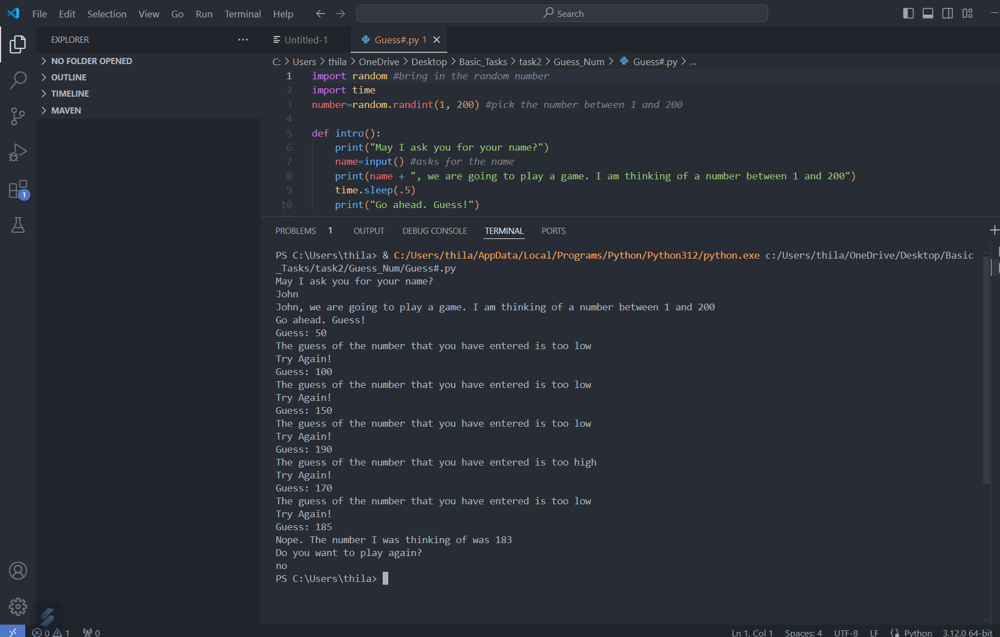 File Edit Selection View Go Run Terminal Help Search
EXPLORER
NO FOLDER OPENED
OUTLINE
TIMELINE
MAVEN
1
Untitled-1 Guess#.py 1
C: > Users > thila > OneDrive > Desktop > Basic_Tasks > task2 > Guess_Num > Guess#.py > ...
1 import random #bring in the random number
2 import time
3 number=random.randint(1, 200) #pick the number between 1 and 200
4
5 def intro():
6 print("May I ask you for your name?")
7 name=input() #asks for the name
8 print(name + ", we are going to play a game. I am thinking of a number between 1 and 200")
9 time.sleep(.5)
10 print("Go ahead. Guess!")
PROBLEMS 1 OUTPUT DEBUG CONSOLE TERMINAL PORTS
PS C:\Users\thila> & C:/Users/thila/AppData/Local/Programs/Python/Python312/python.exe c:/Users/thila/OneDrive/Desktop/Basic
_Tasks/task2/Guess_Num/Guess#.py
May I ask you for your name?
John
John, we are going to play a game. I am thinking of a number between 1 and 200
Go ahead. Guess!
Guess: 50
The guess of the number that you have entered is too low
Try Again!
Guess: 100
The guess of the number that you have entered is too low
Try Again!
Guess: 150
The guess of the number that you have entered is too low
Try Again!
Guess: 190
The guess of the number that you have entered is too high
Try Again!
Guess: 170
The guess of the number that you have entered is too low
Try Again!
Guess: 185
Nope. The number I was thinking of was 183
Do you want to play again?
no
PS C:\Users\thila>
0 1 0 Ln 1, Col 1 Spaces: 4 UTF-8 LF Python 3.12.0 64-bit